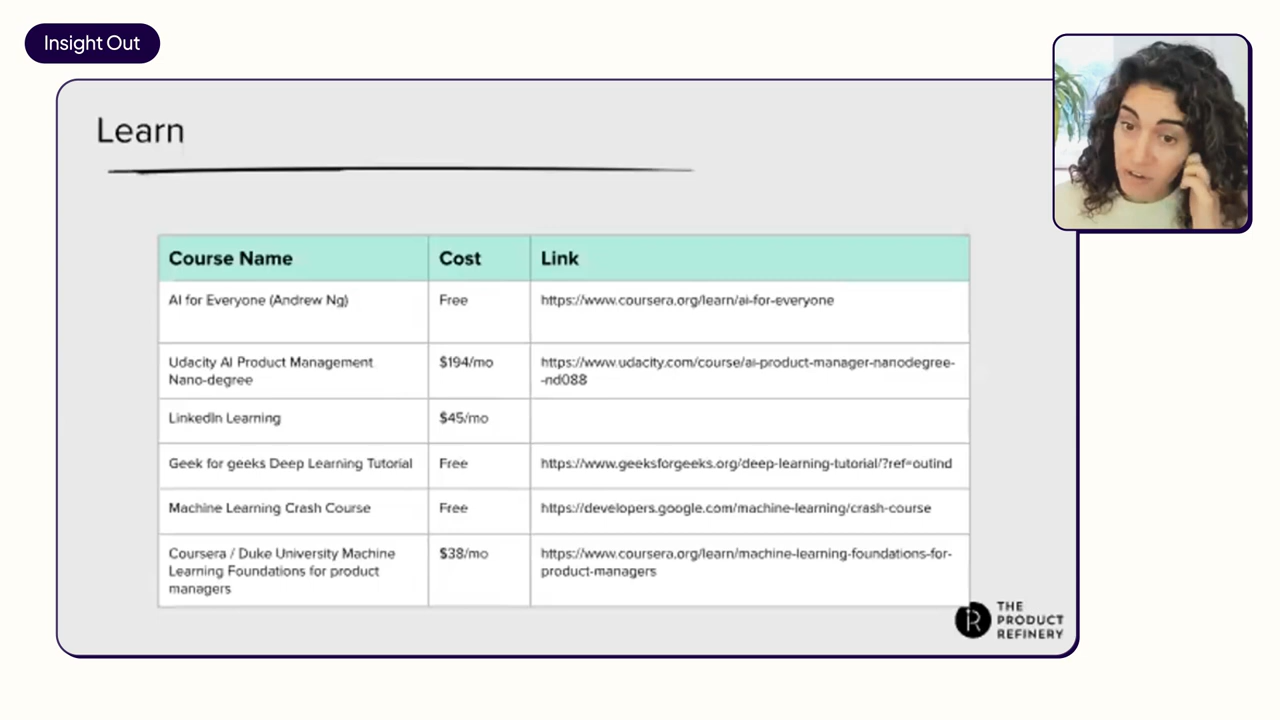 Insight Out
Learn
Course Name Cost Link
AI for Everyone (Andrew Ng) Free https://www.coursera.org/learn/ai-for-everyone
Udacity AI Product Management $194/mo https://www.udacity.com/course/ai-product-manager-nanodegree-
Nano-degree -nd088
LinkedIn Learning $45/mo
Geek for geeks Deep Learning Tutorial Free https://www.geeksforgeeks.org/deep-learning-tutorial/?ref=outind
Machine Learning Crash Course Free https://developers.google.com/machine-learning/crash-course
Coursera / Duke University Machine $38/mo https://www.coursera.org/learn/machine-learning-foundations-for-
Learning Foundations for product product-managers
managers
THE
PRODUCT
REFINERY